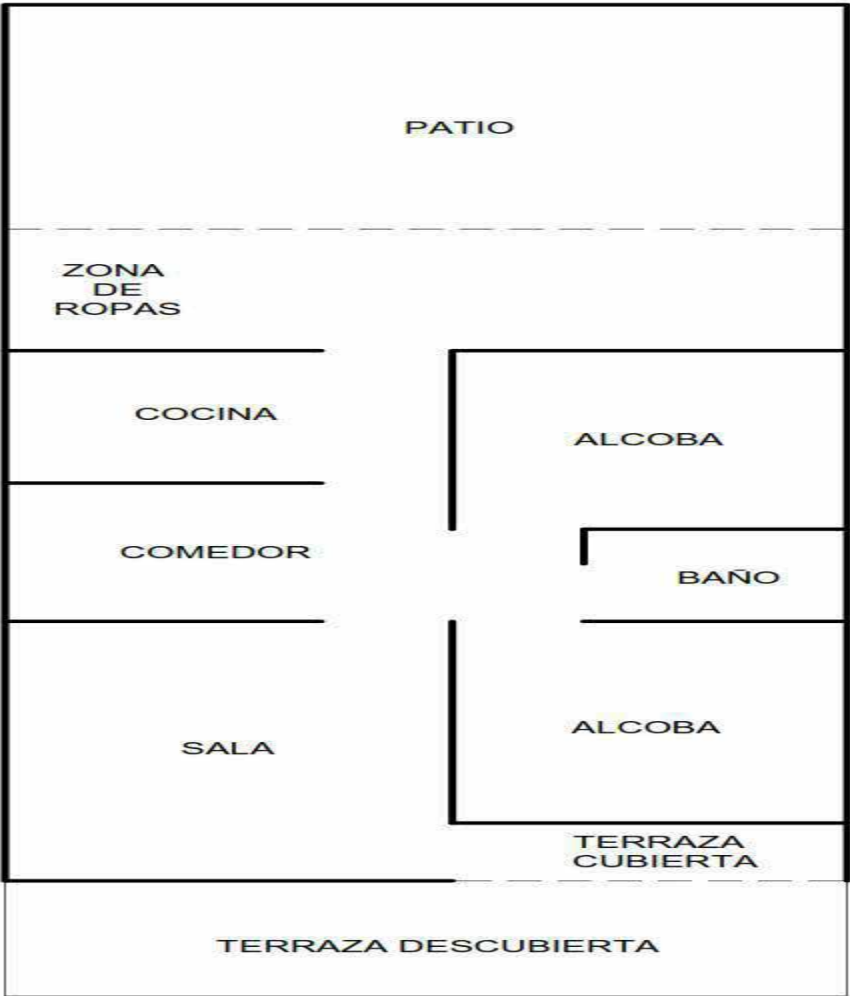 PATIO
ZONA
DE
ROPAS
COCINA
ALCOBA
COMEDOR
BAÑO
ALCOBA
SALA
TERRAZA
CUBIERTA
TERRAZA DESCUBIERTA